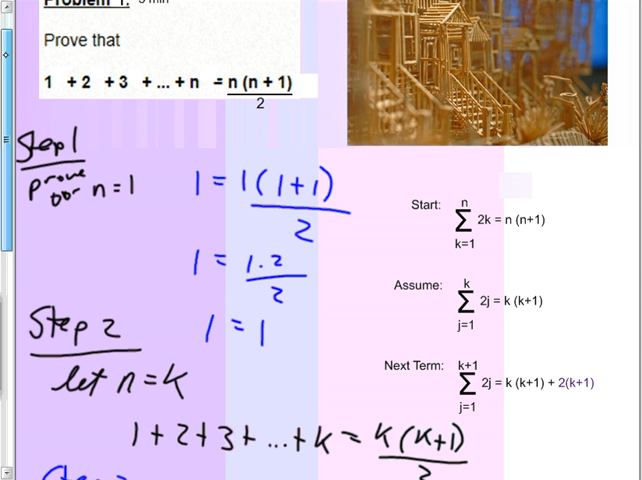 Problem 1: 5 min
Prove that
1 + 2 + 3 + ... + n = n (n + 1)
2
Step 1
prove
for n = 1
1 = 1 (1 + 1)
2
1 = 1 . 2
2
1 = 1
Step 2
let n = k
1 + 2 + 3 + ... + k = k (k + 1)
2
Start:
n
Σ 2k = n (n+1)
k=1
Assume:
k
Σ 2j = k (k+1)
j=1
Next Term:
k+1
Σ 2j = k (k+1) + 2(k+1)
j=1